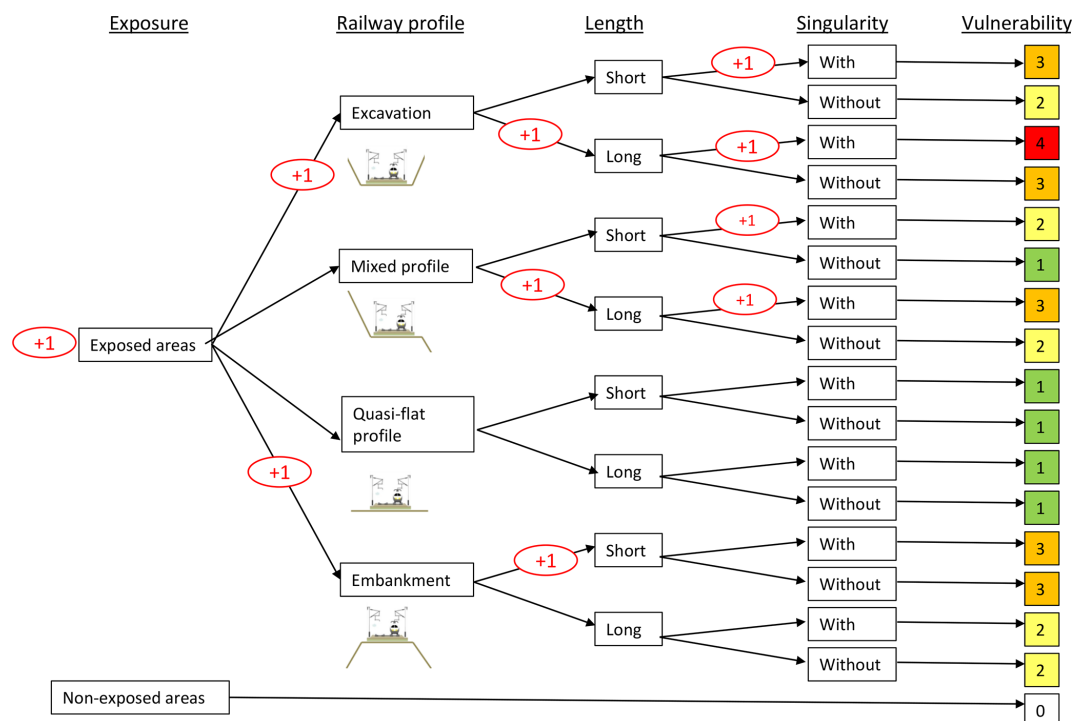 Exposure Railway profile Length Singularity Vulnerability
+1 With 3
Short
Without 2
Excavation
+1 +1 With 4
Long
+1 Without 3
+1 With 2
Short
Without 1
Mixed profile
+1 +1 With 3
Long
+1 Exposed areas Without 2
With 1
Short
Quasi-flat
profile
Without 1
With 1
Long
+1
Without 1
With 3
+1 Short
Embankment Without 3
With 2
Long
Without 2
Non-exposed areas 0